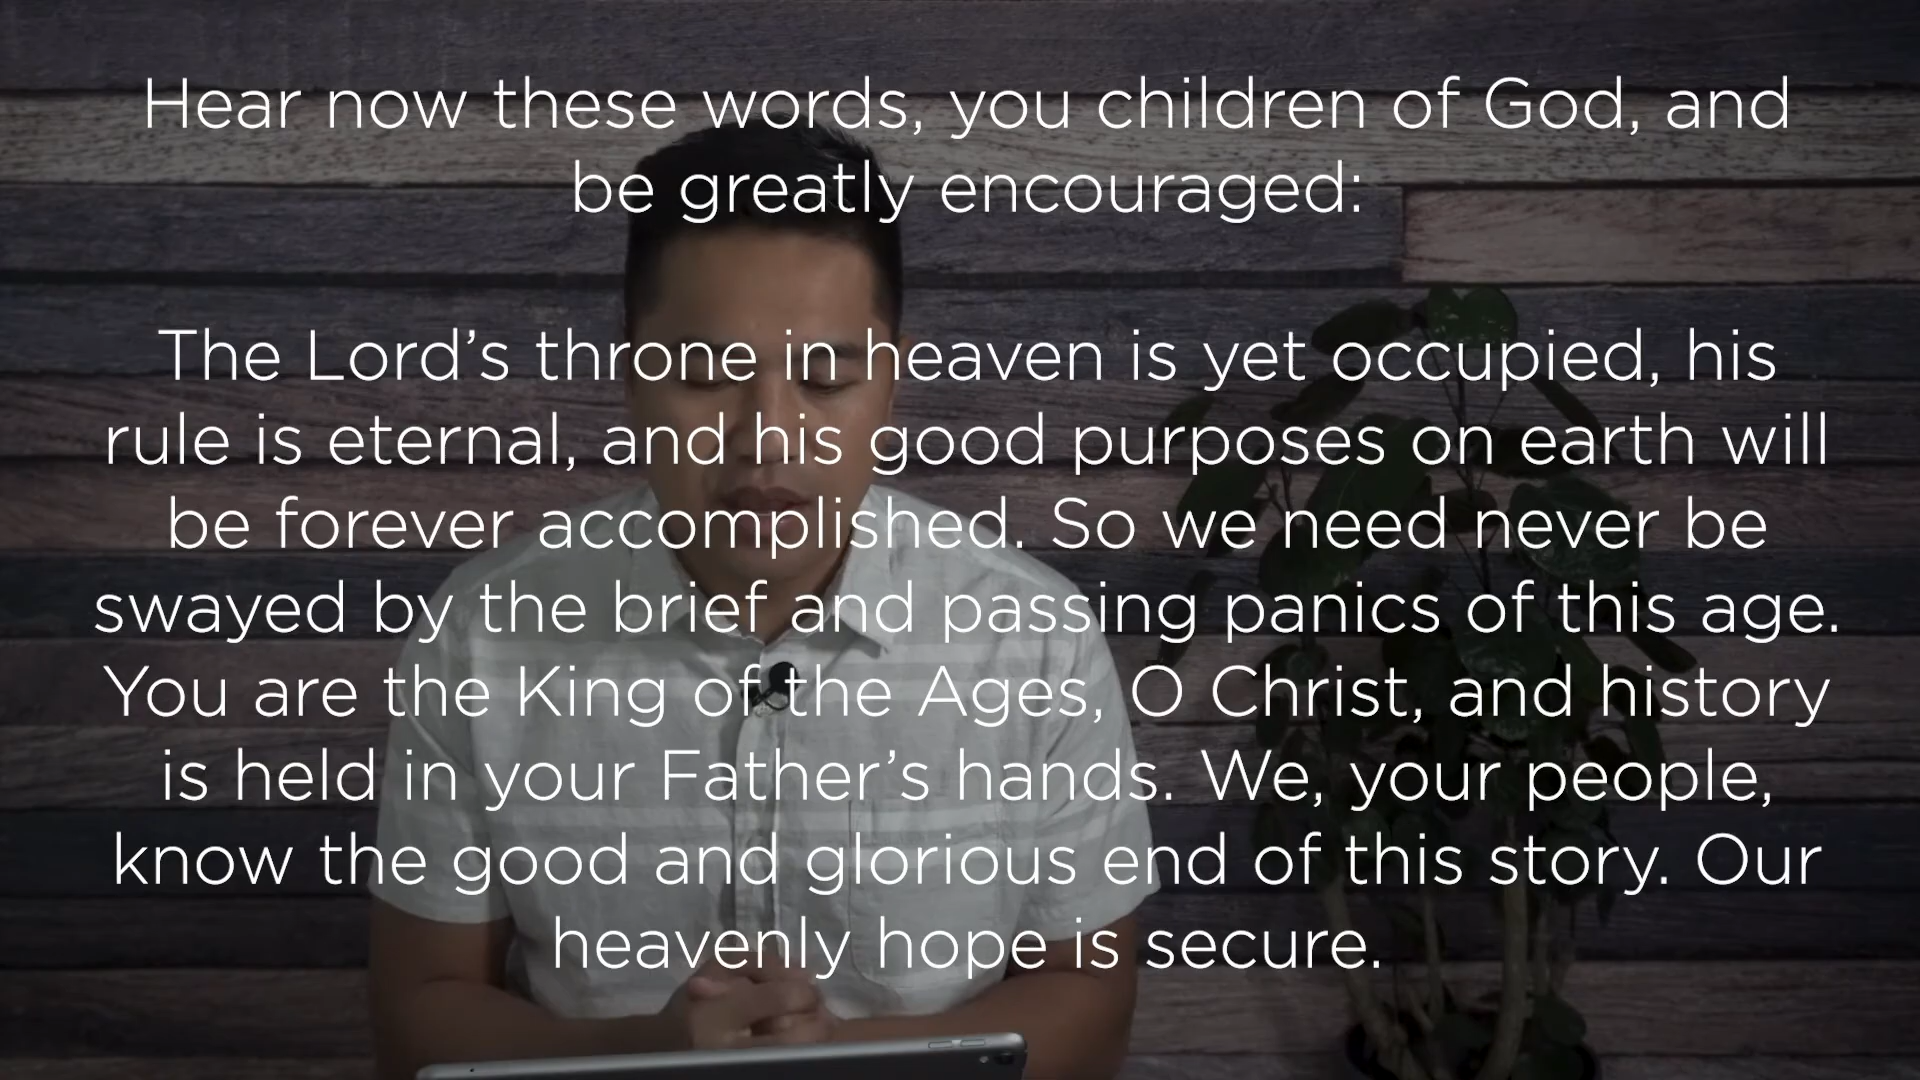 Hear now these words, you children of God, and
be greatly encouraged:
The Lord’s throne in heaven is yet occupied, his
rule is eternal, and his good purposes on earth will
be forever accomplished. So we need never be
swayed by the brief and passing panics of this age.
You are the King of the Ages, O Christ, and history
is held in your Father’s hands. We, your people,
know the good and glorious end of this story. Our
heavenly hope is secure.